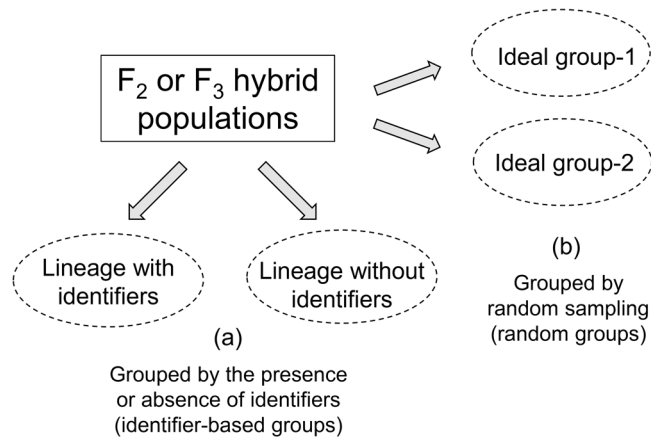 F2 or F3 hybrid
populations
Ideal group-1
Ideal group-2
Lineage with
identifiers
Lineage without
identifiers
(a)
Grouped by the presence
or absence of identifiers
(identifier-based groups)
(b)
Grouped by
random sampling
(random groups)